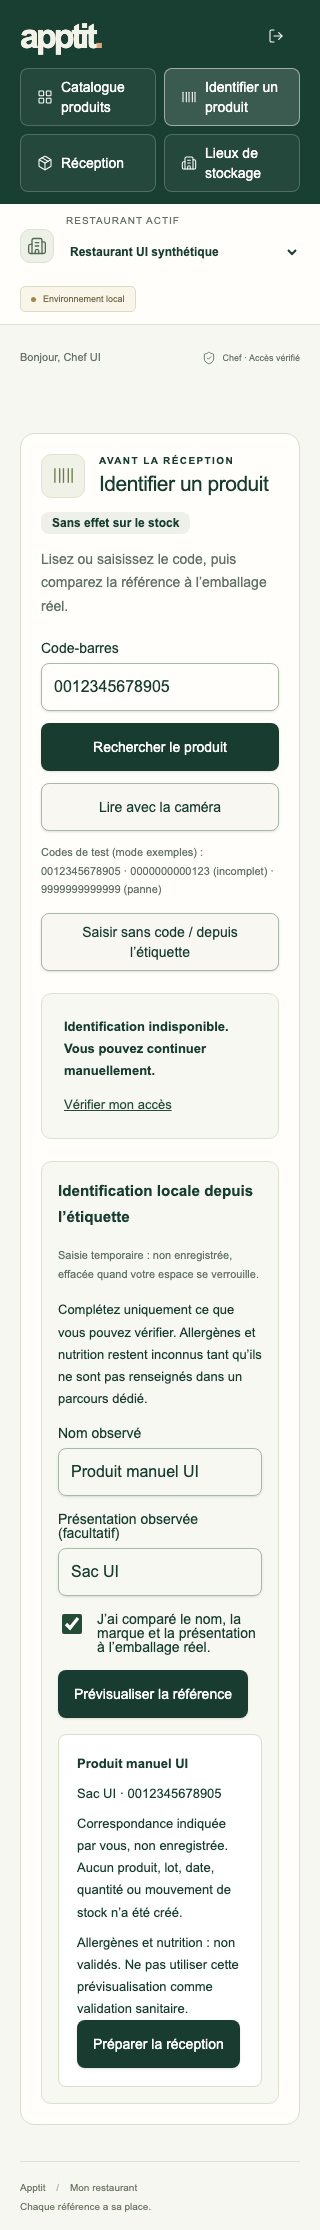 apptit.
Catalogue
produits
Identifier un
produit
Réception
Lieux de
stockage
RESTAURANT ACTIF
Restaurant UI synthétique
Environnement local
Bonjour, Chef UI
Chef · Accès vérifié
AVANT LA RÉCEPTION
Identifier un produit
Sans effet sur le stock
Lisez ou saisissez le code, puis
comparez la référence à l’emballage
réel.
Code-barres
0012345678905
Rechercher le produit
Lire avec la caméra
Codes de test (mode exemples) :
0012345678905 · 0000000000123 (incomplet) ·
9999999999999 (panne)
Saisir sans code / depuis
l’étiquette
Identification indisponible.
Vous pouvez continuer
manuellement.
Vérifier mon accès
Identification locale depuis
l’étiquette
Saisie temporaire : non enregistrée,
effacée quand votre espace se verrouille.
Complétez uniquement ce que
vous pouvez vérifier. Allergènes et
nutrition restent inconnus tant qu’ils
ne sont pas renseignés dans un
parcours dédié.
Nom observé
Produit manuel UI
Présentation observée
(facultatif)
Sac UI
J’ai comparé le nom, la
marque et la présentation
à l’emballage réel.
Prévisualiser la référence
Produit manuel UI
Sac UI · 0012345678905
Correspondance indiquée
par vous, non enregistrée.
Aucun produit, lot, date,
quantité ou mouvement de
stock n’a été créé.
Allergènes et nutrition : non
validés. Ne pas utiliser cette
prévisualisation comme
validation sanitaire.
Préparer la réception
Apptit / Mon restaurant
Chaque référence a sa place.